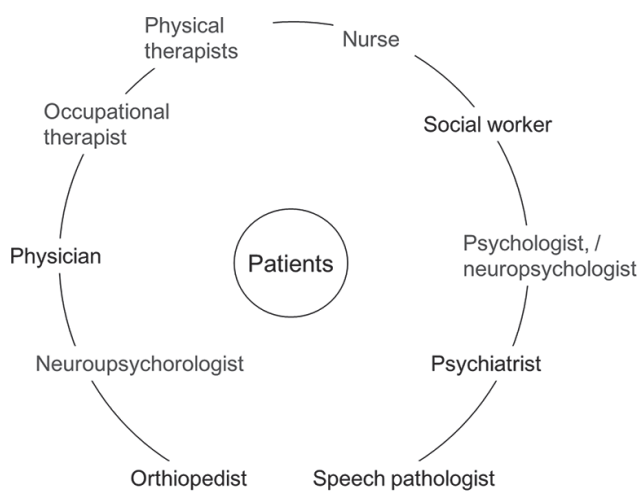 Physical
therapists
Nurse
Occupational
therapist
Social worker
Physician
Patients
Psychologist, /
neuropsychologist
Neuroupsychorologist
Psychiatrist
Orthiopedist
Speech pathologist